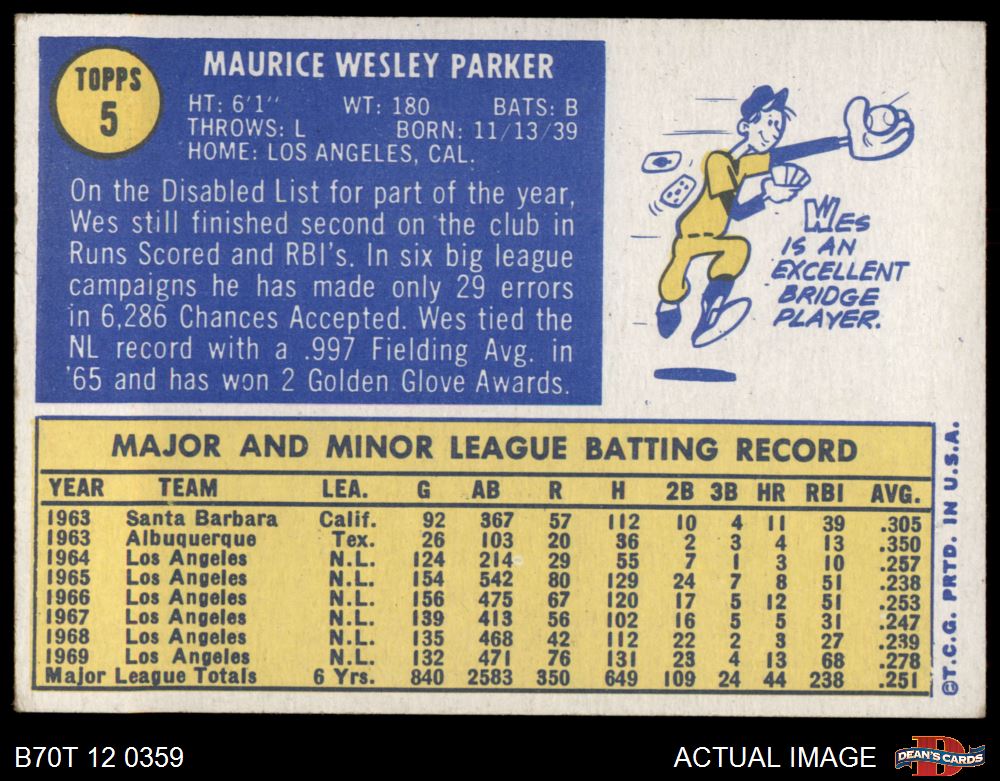 TOPPS
5
MAURICE WESLEY PARKER
HT: 6'1" WT: 180 BATS: B
THROWS: L BORN: 11/13/39
HOME: LOS ANGELES, CAL.
On the Disabled List for part of the year,
Wes still finished second on the club in
Runs Scored and RBI's. In six big league
campaigns he has made only 29 errors
in 6,286 Chances Accepted. Wes tied the
NL record with a .997 Fielding Avg. in
'65 and has won 2 Golden Glove Awards.
WES
IS AN
EXCELLENT
BRIDGE
PLAYER.
MAJOR AND MINOR LEAGUE BATTING RECORD
YEAR TEAM LEA. G AB R H 2B 3B HR RBI AVG.
1963 Santa Barbara Calif. 92 367 57 112 10 4 11 39 .305
1963 Albuquerque Tex. 26 103 20 36 2 3 4 13 .350
1964 Los Angeles N.L. 124 214 29 55 7 1 3 10 .257
1965 Los Angeles N.L. 154 542 80 129 24 7 8 51 .238
1966 Los Angeles N.L. 156 475 67 120 17 5 12 51 .253
1967 Los Angeles N.L. 139 413 56 102 16 5 5 31 .247
1968 Los Angeles N.L. 135 468 42 112 22 2 3 27 .239
1969 Los Angeles N.L. 132 471 76 131 23 4 13 68 .278
Major League Totals 6 Yrs. 840 2583 350 649 109 24 44 238 .251
©T.C.G. PRTD. IN U.S.A.
B70T 12 0359
ACTUAL IMAGE
D
DEAN'S CARDS